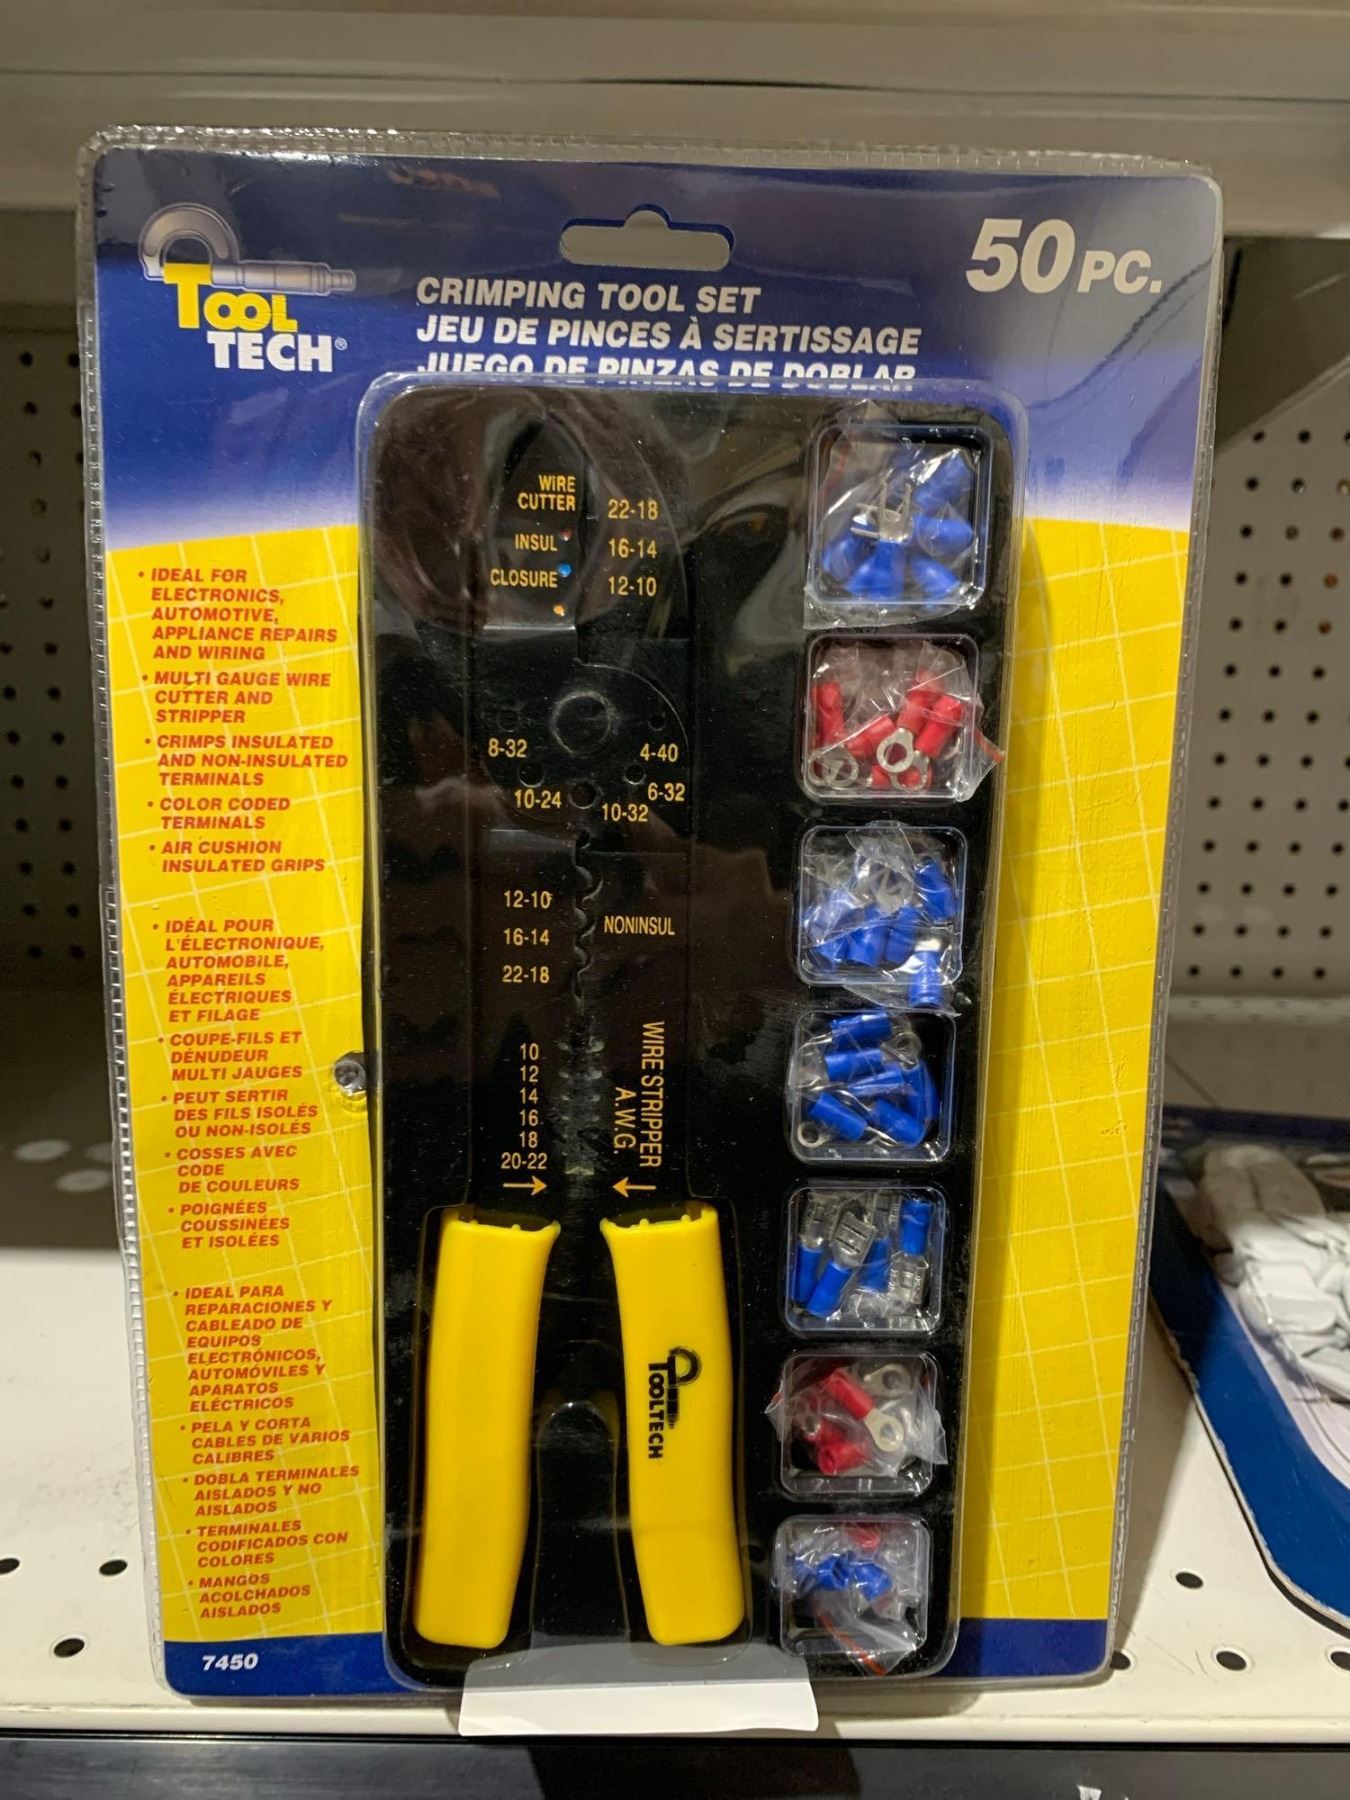 TOOL
TECH®
CRIMPING TOOL SET
JEU DE PINCES À SERTISSAGE
JUEGO DE PINZAS DE DOBLAR
50 PC.
• IDEAL FOR
ELECTRONICS,
AUTOMOTIVE,
APPLIANCE REPAIRS
AND WIRING
• MULTI GAUGE WIRE
CUTTER AND
STRIPPER
• CRIMPS INSULATED
AND NON-INSULATED
TERMINALS
• COLOR CODED
TERMINALS
• AIR CUSHION
INSULATED GRIPS
• IDÉAL POUR
L'ÉLECTRONIQUE,
AUTOMOBILE,
APPAREILS
ÉLECTRIQUES
ET FILAGE
• COUPE-FILS ET
DÉNUDEUR
MULTI JAUGES
• PEUT SERTIR
DES FILS ISOLÉS
OU NON-ISOLÉS
• COSSES AVEC
CODE
DE COULEURS
• POIGNÉES
COUSSINÉES
ET ISOLÉES
• IDEAL PARA
REPARACIONES Y
CABLEADO DE
EQUIPOS
ELECTRÓNICOS,
AUTOMÓVILES Y
APARATOS
ELÉCTRICOS
• PELA Y CORTA
CABLES DE VARIOS
CALIBRES
• DOBLA TERMINALES
AISLADOS Y NO
AISLADOS
• TERMINALES
CODIFICADOS CON
COLORES
• MANGOS
ACOLCHADOS
AISLADOS
7450
WIRE
CUTTER
INSUL
CLOSURE
22-18
16-14
12-10
8-32
4-40
10-24
6-32
10-32
12-10
16-14
22-18
NONINSUL
10
12
14
16
18
20-22
WIRE STRIPPER
A.W.G.
TOOLTECH